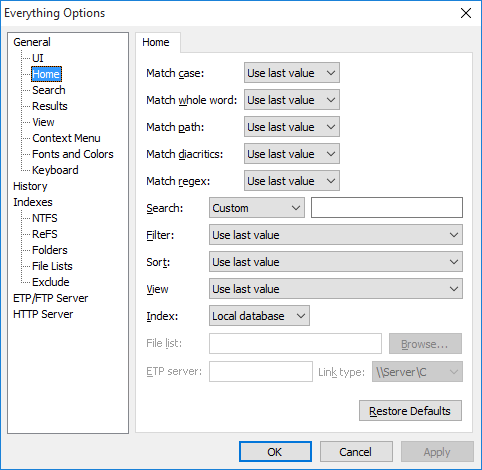 Everything Options
General
UI
Home
Search
Results
View
Context Menu
Fonts and Colors
Keyboard
History
Indexes
NTFS
ReFS
Folders
File Lists
Exclude
ETP/FTP Server
HTTP Server
Home
Match case: Use last value
Match whole word: Use last value
Match path: Use last value
Match diacritics: Use last value
Match regex: Use last value
Search: Custom
Filter: Use last value
Sort: Use last value
View Use last value
Index: Local database
File list: Browse...
ETP server: Link type: \\Server\C
Restore Defaults
OK Cancel Apply